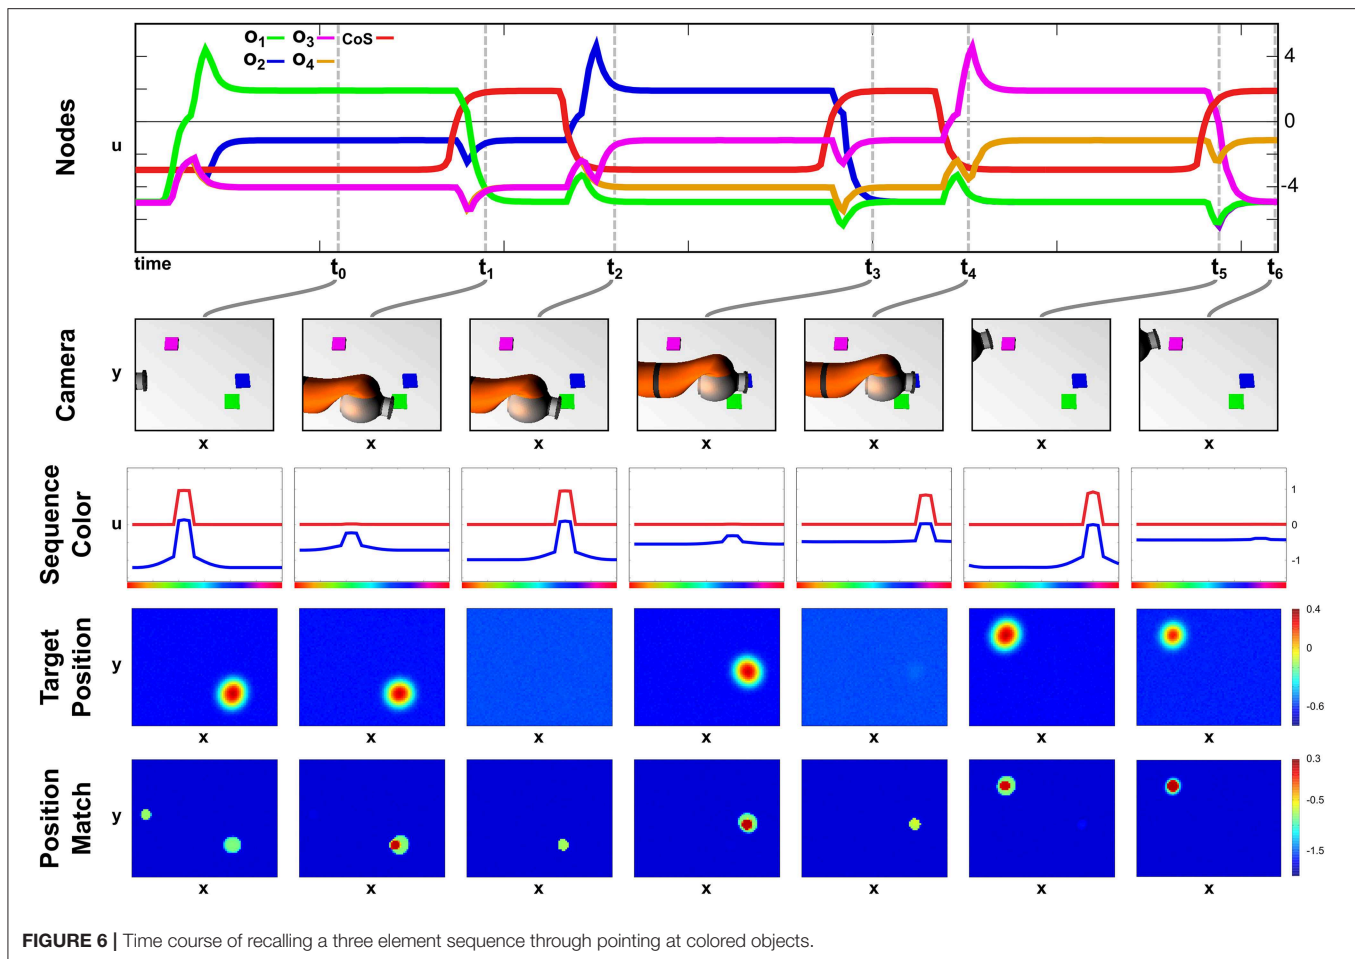 O1 O3 CoS
O2 O4
Nodes
u
4
0
-4
time t0 t1 t2 t3 t4 t5 t6
Camera
y
x x x x x x x
Sequence Color
u
1
0
-1
Target Position
y
0.4
0
-0.6
x x x x x x x
Position Match
y
0.3
-0.5
-1.5
x x x x x x x
FIGURE 6 | Time course of recalling a three element sequence through pointing at colored objects.